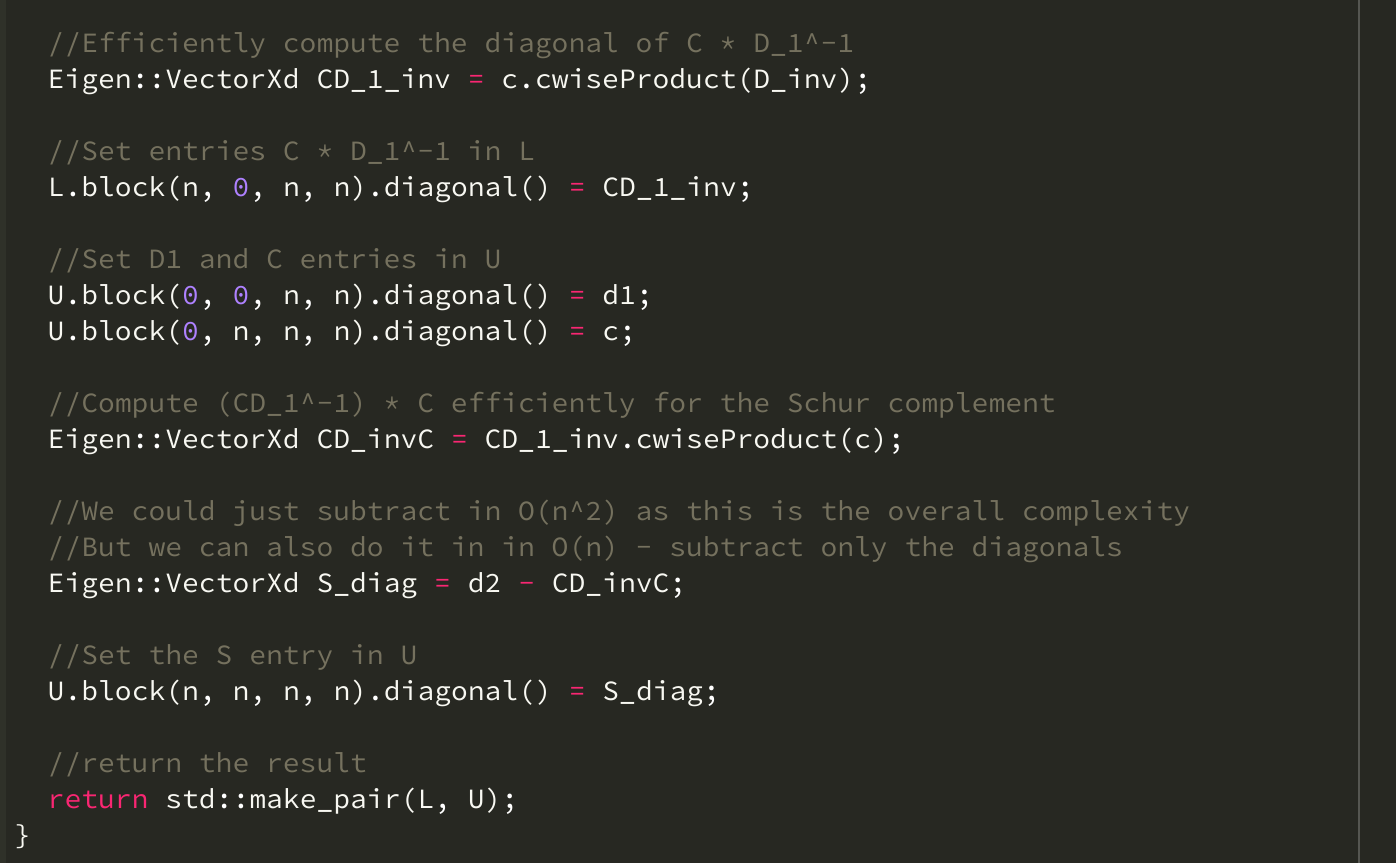 //Efficiently compute the diagonal of C * D_1^-1
Eigen::VectorXd CD_1_inv = c.cwiseProduct(D_inv);
//Set entries C * D_1^-1 in L
L.block(n, 0, n, n).diagonal() = CD_1_inv;
//Set D1 and C entries in U
U.block(0, 0, n, n).diagonal() = d1;
U.block(0, n, n, n).diagonal() = c;
//Compute (CD_1^-1) * C efficiently for the Schur complement
Eigen::VectorXd CD_invC = CD_1_inv.cwiseProduct(c);
//We could just subtract in O(n^2) as this is the overall complexity
//But we can also do it in in O(n) - subtract only the diagonals
Eigen::VectorXd S_diag = d2 - CD_invC;
//Set the S entry in U
U.block(n, n, n, n).diagonal() = S_diag;
//return the result
return std::make_pair(L, U);
}